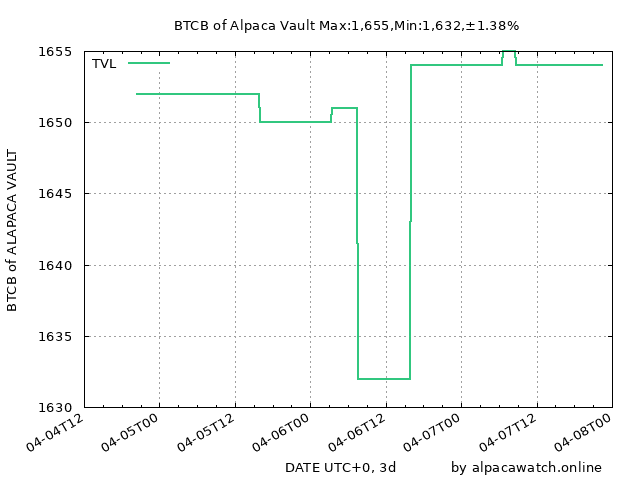 BTCB of Alpaca Vault Max:1,655,Min:1,632,±1.38%
TVL
1655
1650
1645
1640
1635
1630
BTCB of ALAPACA VAULT
04-04T12
04-05T00
04-05T12
04-06T00
04-06T12
04-07T00
04-07T12
04-08T00
DATE UTC+0, 3d
by alpacawatch.online